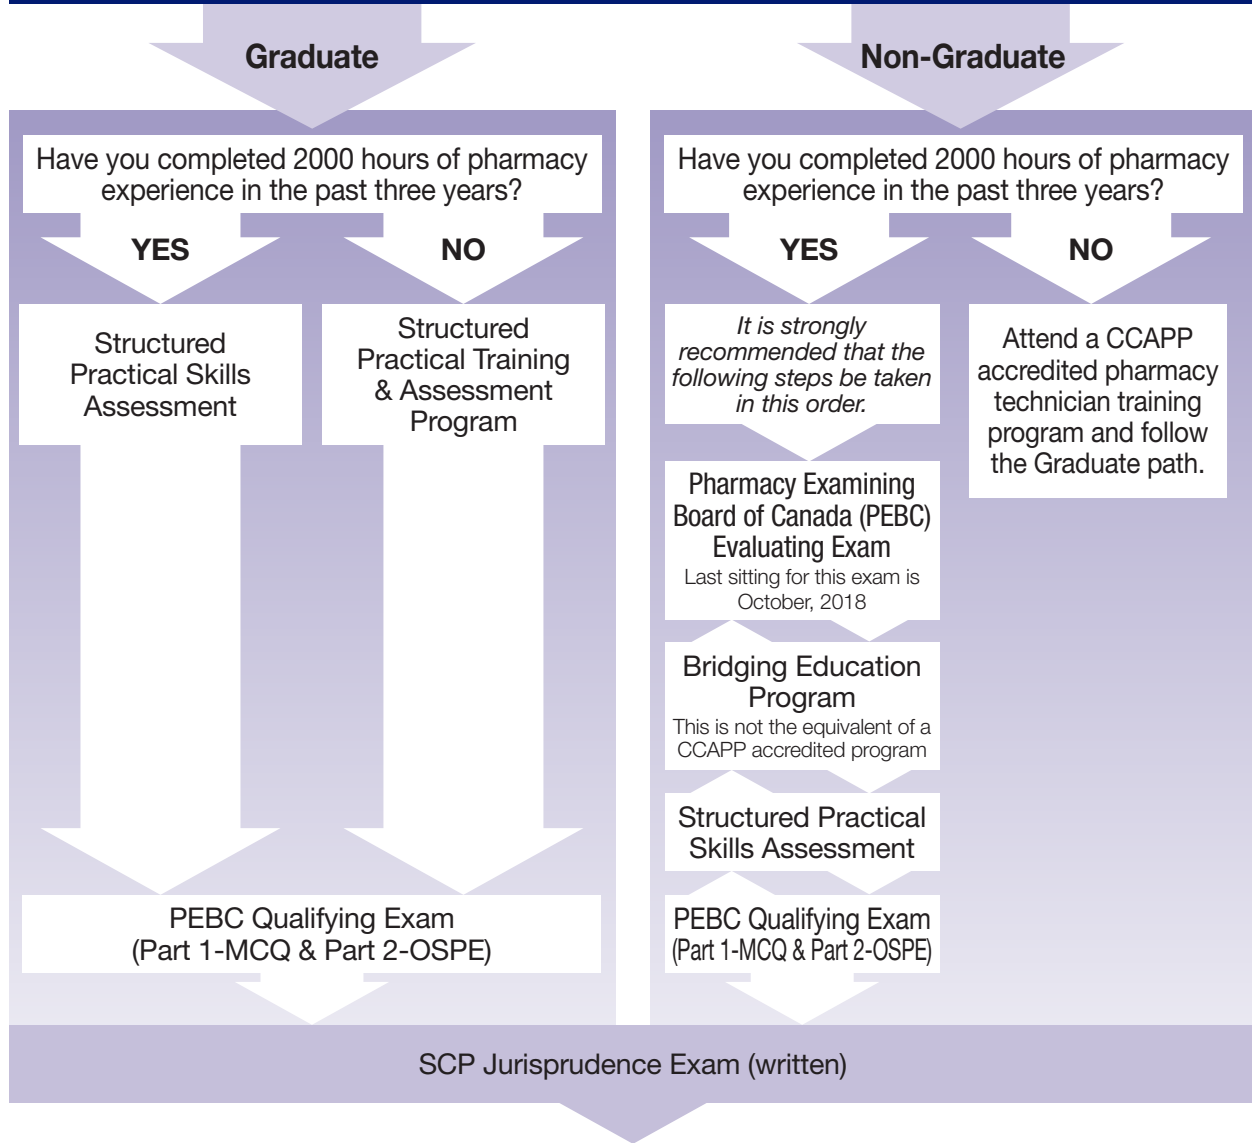 Graduate
Have you completed 2000 hours of pharmacy
experience in the past three years?
YES
NO
Structured
Practical Skills
Assessment
Structured
Practical Training
& Assessment
Program
PEBC Qualifying Exam
(Part 1-MCQ & Part 2-OSPE)
Non-Graduate
Have you completed 2000 hours of pharmacy
experience in the past three years?
YES
NO
It is strongly
recommended that the
following steps be taken
in this order.
Pharmacy Examining
Board of Canada (PEBC)
Evaluating Exam
Last sitting for this exam is
October, 2018
Bridging Education
Program
This is not the equivalent of a
CCAPP accredited program
Structured Practical
Skills Assessment
PEBC Qualifying Exam
(Part 1-MCQ & Part 2-OSPE)
Attend a CCAPP
accredited pharmacy
technician training
program and follow
the Graduate path.
SCP Jurisprudence Exam (written)